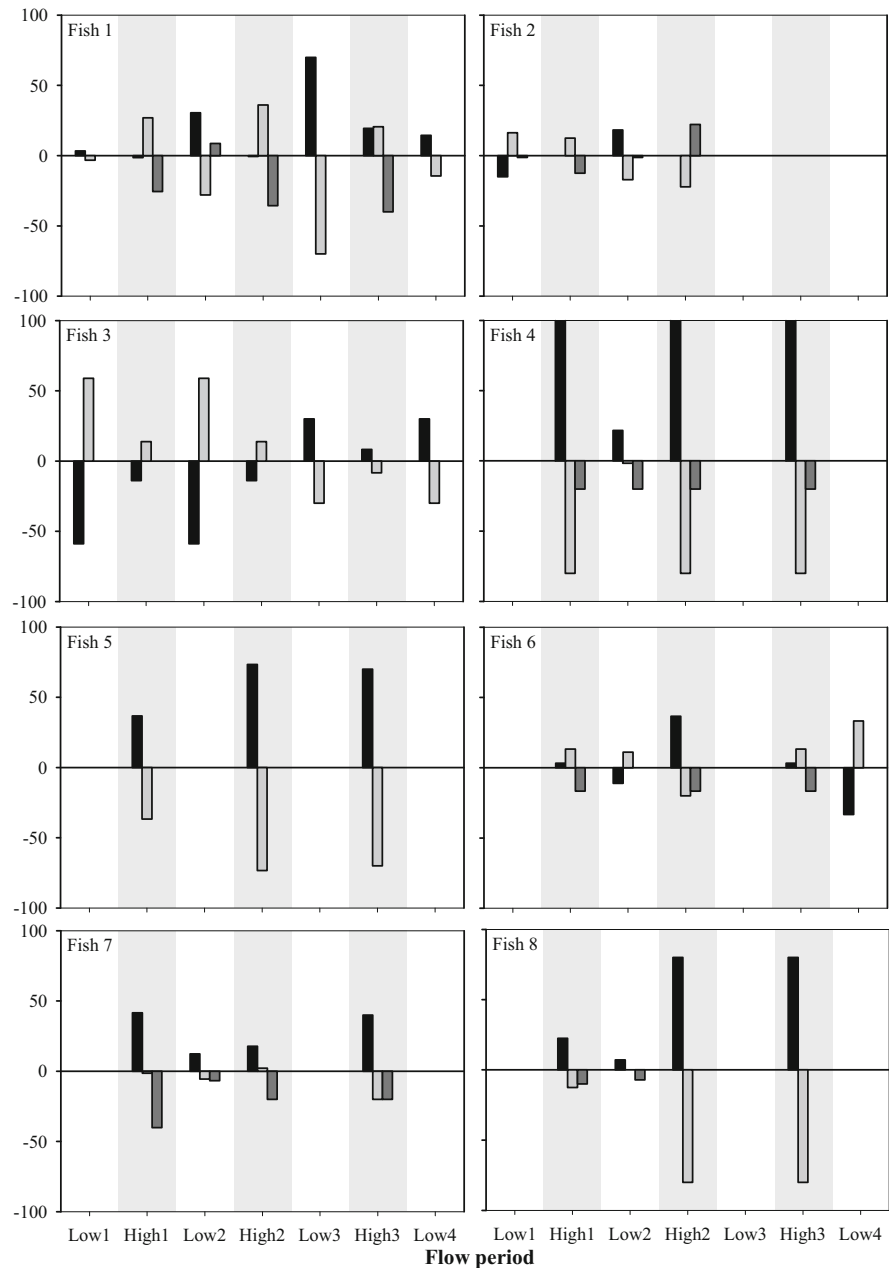 100
Fish 1
Fish 2
50
0
-50
-100
100
Fish 3
Fish 4
50
0
-50
-100
100
Fish 5
Fish 6
50
0
-50
-100
100
Fish 7
Fish 8
50
0
-50
-100
Low1 High1 Low2 High2 Low3 High3 Low4 Low1 High1 Low2 High2 Low3 High3 Low4
Flow period